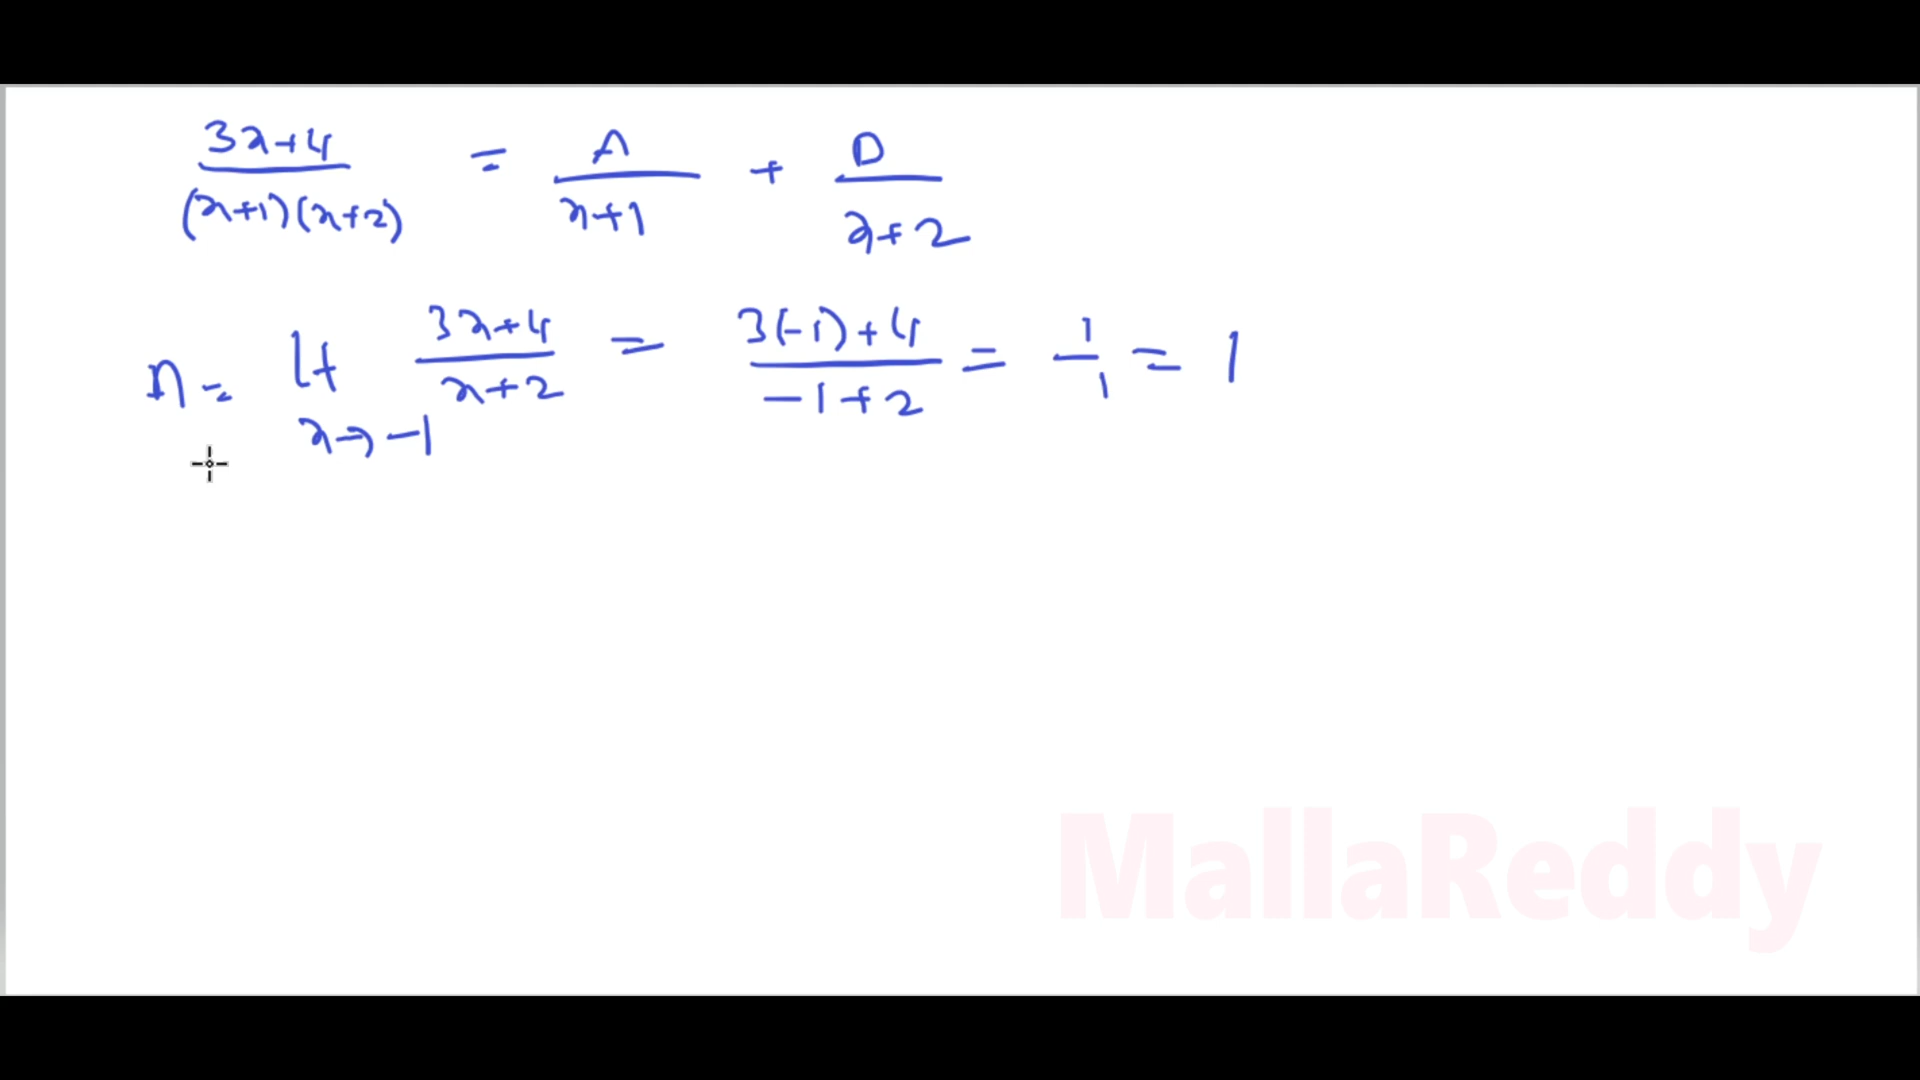 3x+4 / (x+1)(x+2) = A / x+1 + B / x+2
A = Lt x→-1 3x+4 / x+2 = 3(-1)+4 / -1+2 = 1/1 = 1
MallaReddy